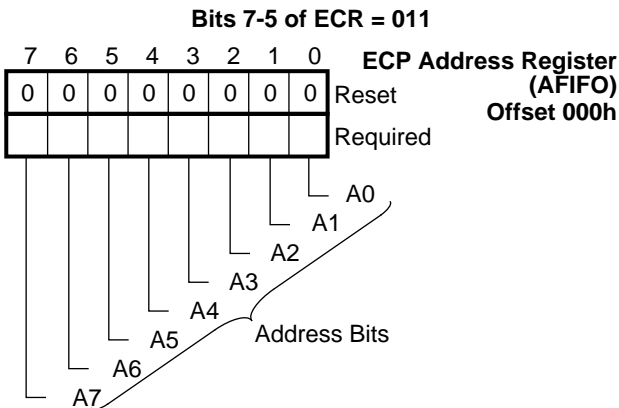 Bits 7-5 of ECR = 011
7 6 5 4 3 2 1 0
ECP Address Register
(AFIFO)
Offset 000h
0 0 0 0 0 0 0 0 Reset
Required
A0
A1
A2
A3
A4
A5
A6
A7
Address Bits